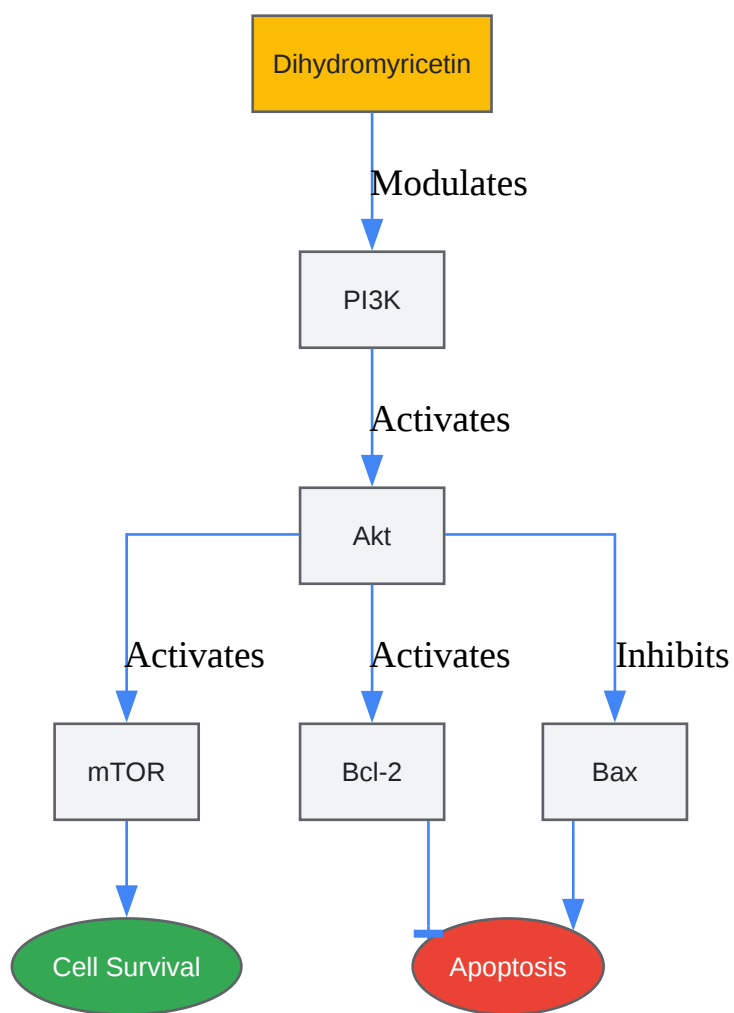 Dihydromyricetin
Modulates
PI3K
Activates
Akt
Activates
Activates
Inhibits
mTOR
Bcl-2
Bax
Cell Survival
Apoptosis